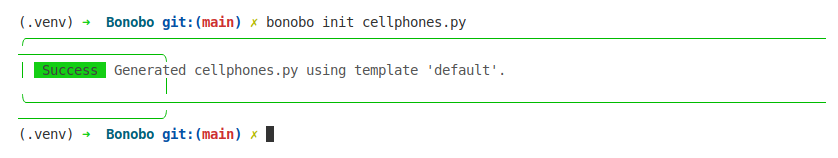 (.venv) ➜  Bonobo git:(main) ✗ bonobo init cellphones.py
Success Generated cellphones.py using template 'default'.
(.venv) ➜  Bonobo git:(main) ✗